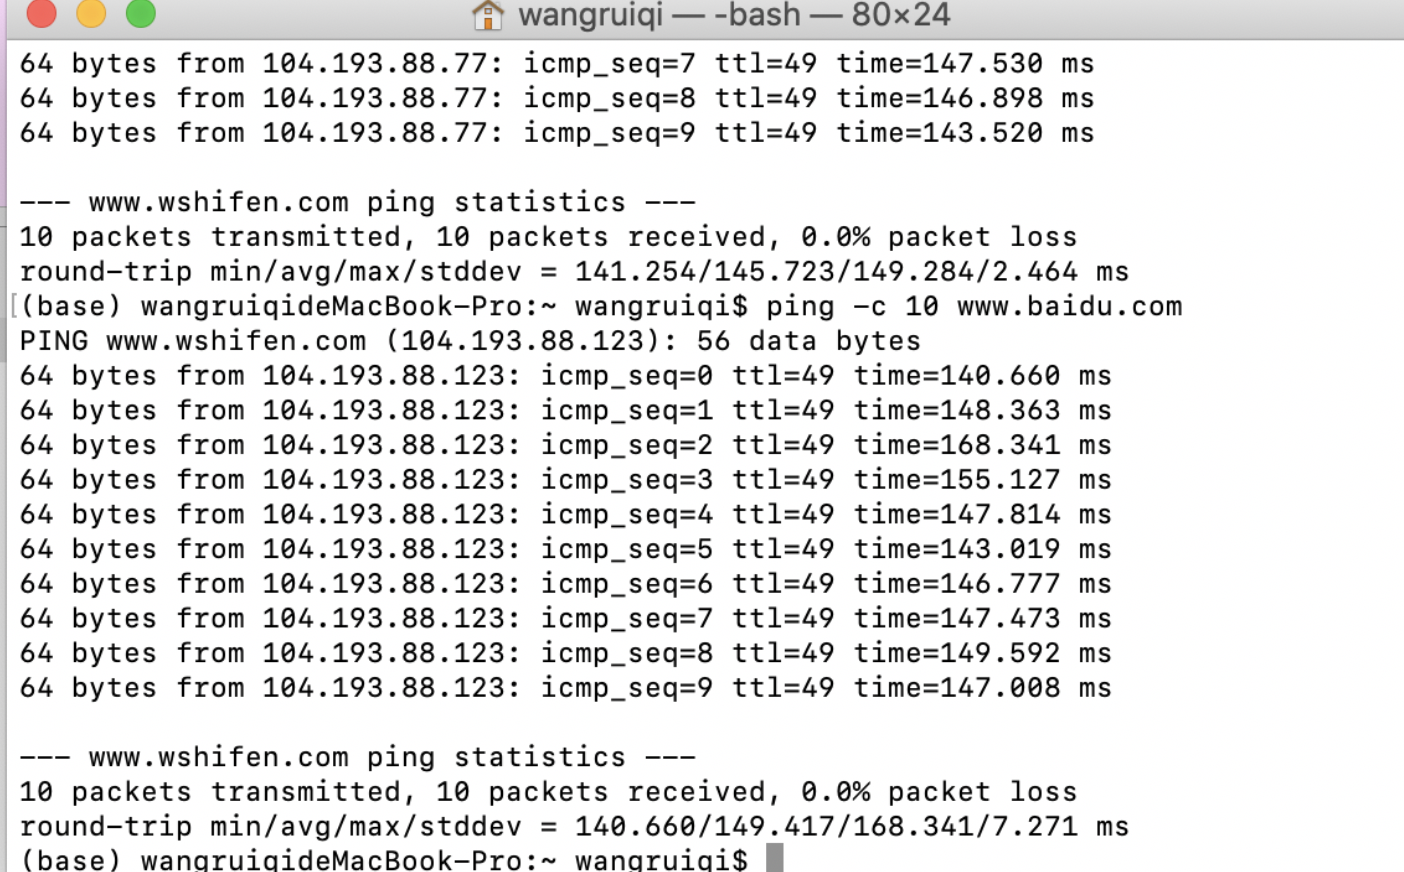 wangruiqi — -bash — 80×24
64 bytes from 104.193.88.77: icmp_seq=7 ttl=49 time=147.530 ms
64 bytes from 104.193.88.77: icmp_seq=8 ttl=49 time=146.898 ms
64 bytes from 104.193.88.77: icmp_seq=9 ttl=49 time=143.520 ms
--- www.wshifen.com ping statistics ---
10 packets transmitted, 10 packets received, 0.0% packet loss
round-trip min/avg/max/stddev = 141.254/145.723/149.284/2.464 ms
[(base) wangruiqideMacBook-Pro:~ wangruiqi$ ping -c 10 www.baidu.com
PING www.wshifen.com (104.193.88.123): 56 data bytes
64 bytes from 104.193.88.123: icmp_seq=0 ttl=49 time=140.660 ms
64 bytes from 104.193.88.123: icmp_seq=1 ttl=49 time=148.363 ms
64 bytes from 104.193.88.123: icmp_seq=2 ttl=49 time=168.341 ms
64 bytes from 104.193.88.123: icmp_seq=3 ttl=49 time=155.127 ms
64 bytes from 104.193.88.123: icmp_seq=4 ttl=49 time=147.814 ms
64 bytes from 104.193.88.123: icmp_seq=5 ttl=49 time=143.019 ms
64 bytes from 104.193.88.123: icmp_seq=6 ttl=49 time=146.777 ms
64 bytes from 104.193.88.123: icmp_seq=7 ttl=49 time=147.473 ms
64 bytes from 104.193.88.123: icmp_seq=8 ttl=49 time=149.592 ms
64 bytes from 104.193.88.123: icmp_seq=9 ttl=49 time=147.008 ms
--- www.wshifen.com ping statistics ---
10 packets transmitted, 10 packets received, 0.0% packet loss
round-trip min/avg/max/stddev = 140.660/149.417/168.341/7.271 ms
(base) wangruiqideMacBook-Pro:~ wangruiqi$